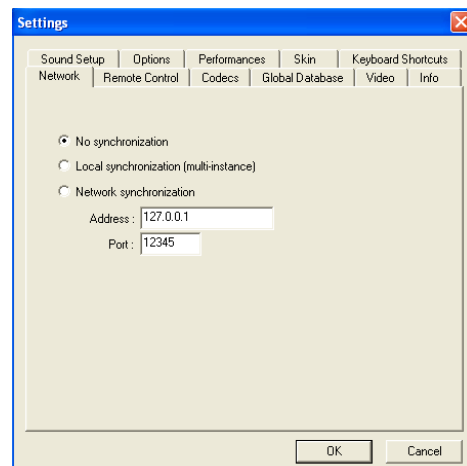 Settings
Sound Setup Options Performances Skin Keyboard Shortcuts
Network Remote Control Codecs Global Database Video Info
No synchronization
Local synchronization (multi-instance)
Network synchronization
Address : 127.0.0.1
Port : 12345
OK Cancel